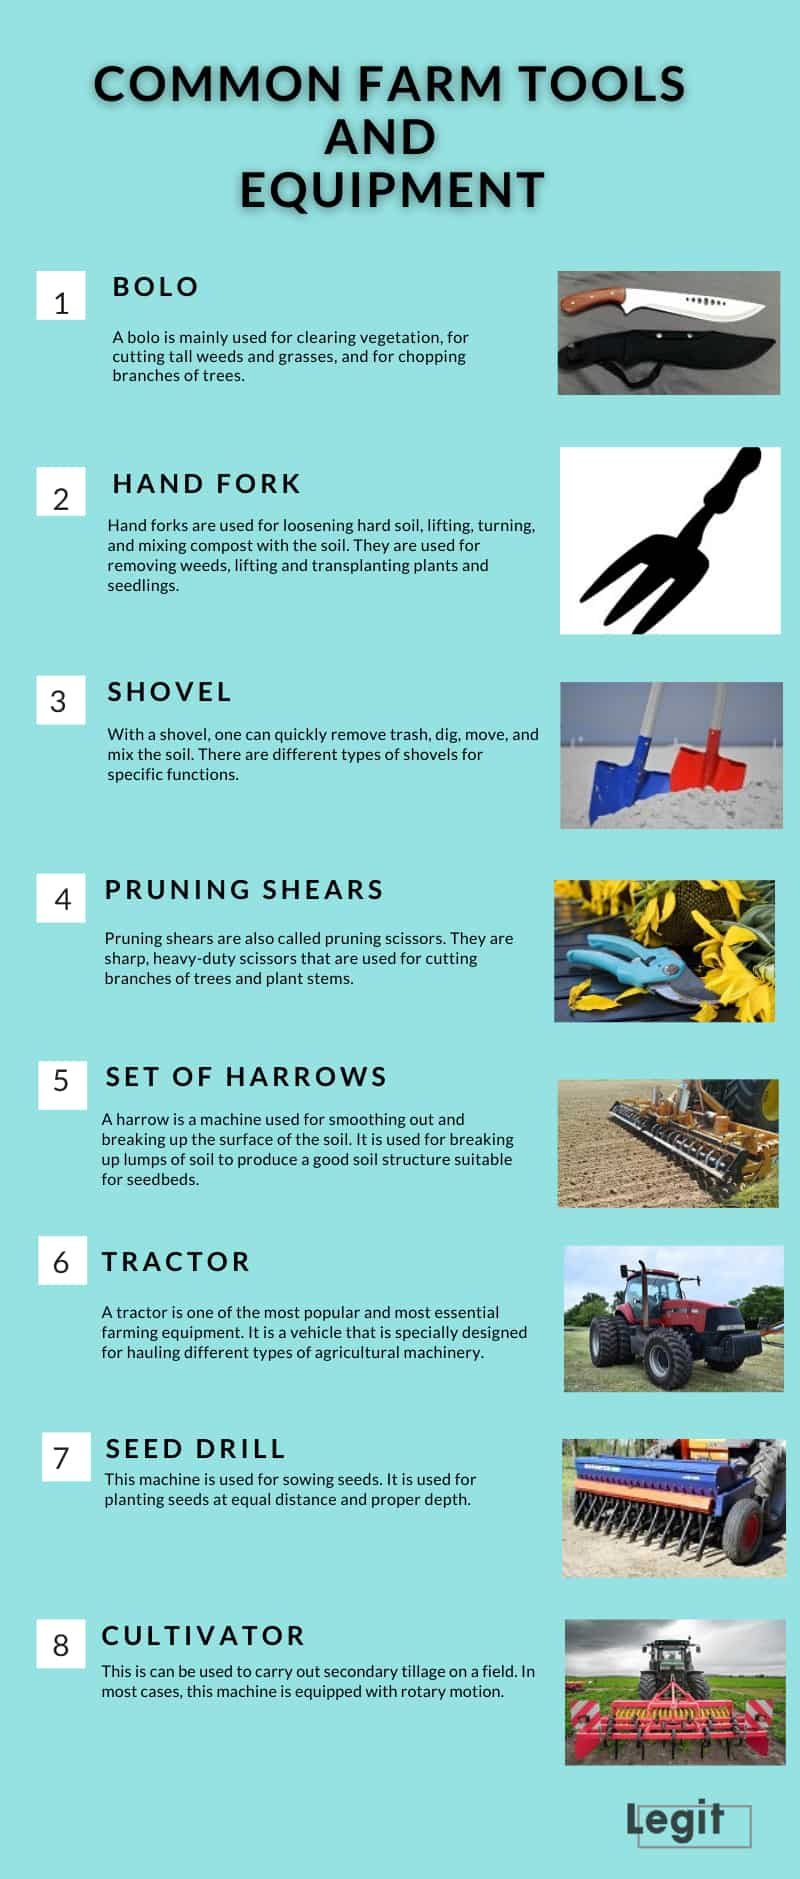 COMMON FARM TOOLS
AND
EQUIPMENT
1
BOLO
A bolo is mainly used for clearing vegetation, for
cutting tall weeds and grasses, and for chopping
branches of trees.
2
HAND FORK
Hand forks are used for loosening hard soil, lifting, turning,
and mixing compost with the soil. They are used for
removing weeds, lifting and transplanting plants and
seedlings.
3
SHOVEL
With a shovel, one can quickly remove trash, dig, move, and
mix the soil. There are different types of shovels for
specific functions.
4
PRUNING SHEARS
Pruning shears are also called pruning scissors. They are
sharp, heavy-duty scissors that are used for cutting
branches of trees and plant stems.
5
SET OF HARROWS
A harrow is a machine used for smoothing out and
breaking up the surface of the soil. It is used for breaking
up lumps of soil to produce a good soil structure suitable
for seedbeds.
6
TRACTOR
A tractor is one of the most popular and most essential
farming equipment. It is a vehicle that is specially designed
for hauling different types of agricultural machinery.
7
SEED DRILL
This machine is used for sowing seeds. It is used for
planting seeds at equal distance and proper depth.
8
CULTIVATOR
This is can be used to carry out secondary tillage on a field. In
most cases, this machine is equipped with rotary motion.
Legit